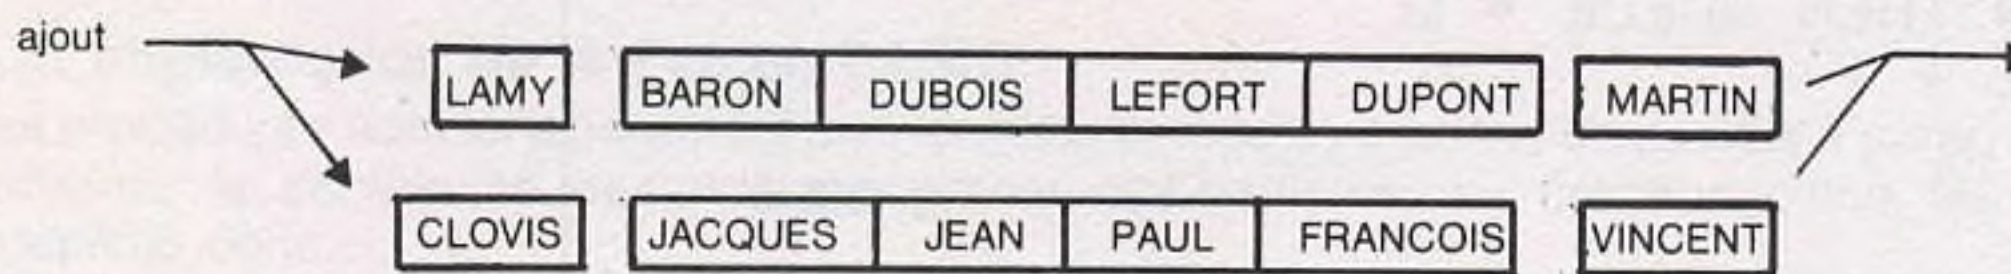 ajout
LAMY BARON DUBOIS LEFORT DUPONT MARTIN
CLOVIS JACQUES JEAN PAUL FRANCOIS VINCENT